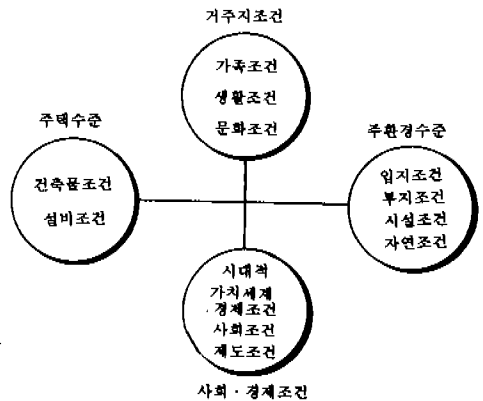 거주지조건
가족조건
생활조건
문화조건
주택수준
건축물조건
설비조건
주환경수준
입지조건
부지조건
시설조건
자연조건
시대적
가치체계
경제조건
사회조건
제도조건
사회·경제조건